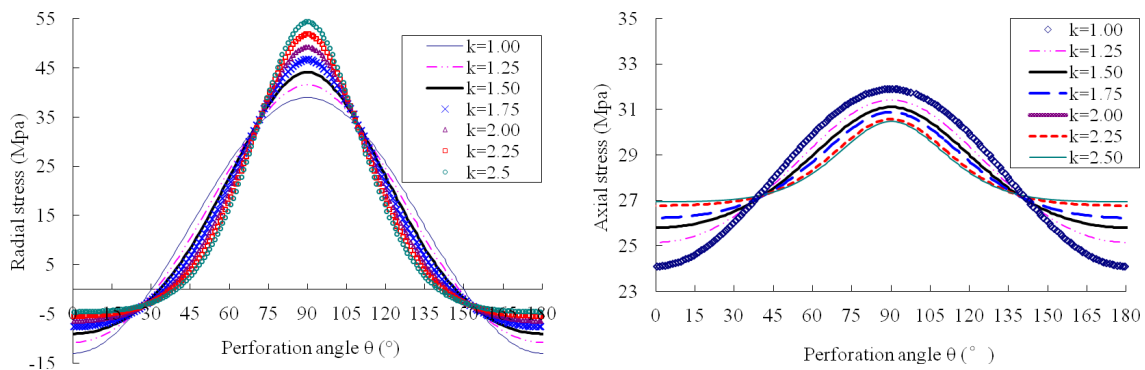 Radial stress (Mpa)
55
45
35
25
15
5
-5
-15
0 15 30 45 60 75 90 105 120 135 150 165 180
Perforation angle θ (°)
k=1.00
k=1.25
k=1.50
k=1.75
k=2.00
k=2.25
k=2.5
Axial stress (Mpa)
35
33
31
29
27
25
23
0 15 30 45 60 75 90 105 120 135 150 165 180
Perforation angle θ (° )
k=1.00
k=1.25
k=1.50
k=1.75
k=2.00
k=2.25
k=2.50